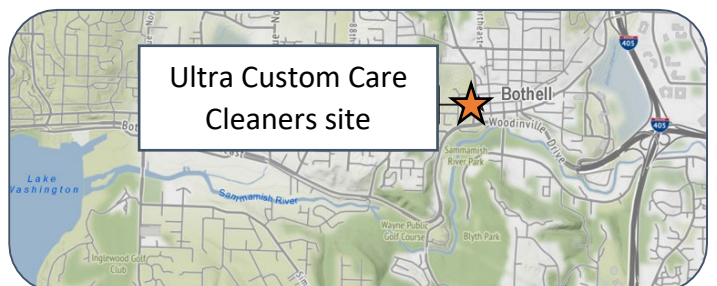 Ultra Custom Care
Cleaners site
405
Bothell
Woodinville Drive
405
Sammamish
River Park
Lake
Washington
Sammamish River
Wayne Public
Golf Course
Blyth Park
Inglewood Golf
Club